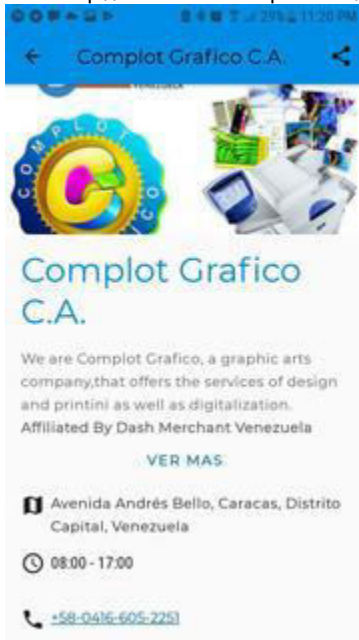 29% 11:20 PM
Complot Grafico C.A.
COMPLOT
Complot Grafico
C.A.
We are Complot Grafico, a graphic arts
company,that offers the services of design
and printini as well as digitalization.
Affiliated By Dash Merchant Venezuela
VER MAS
Avenida Andrés Bello, Caracas, Distrito
Capital, Venezuela
08:00 - 17:00
+58-0416-605-2251